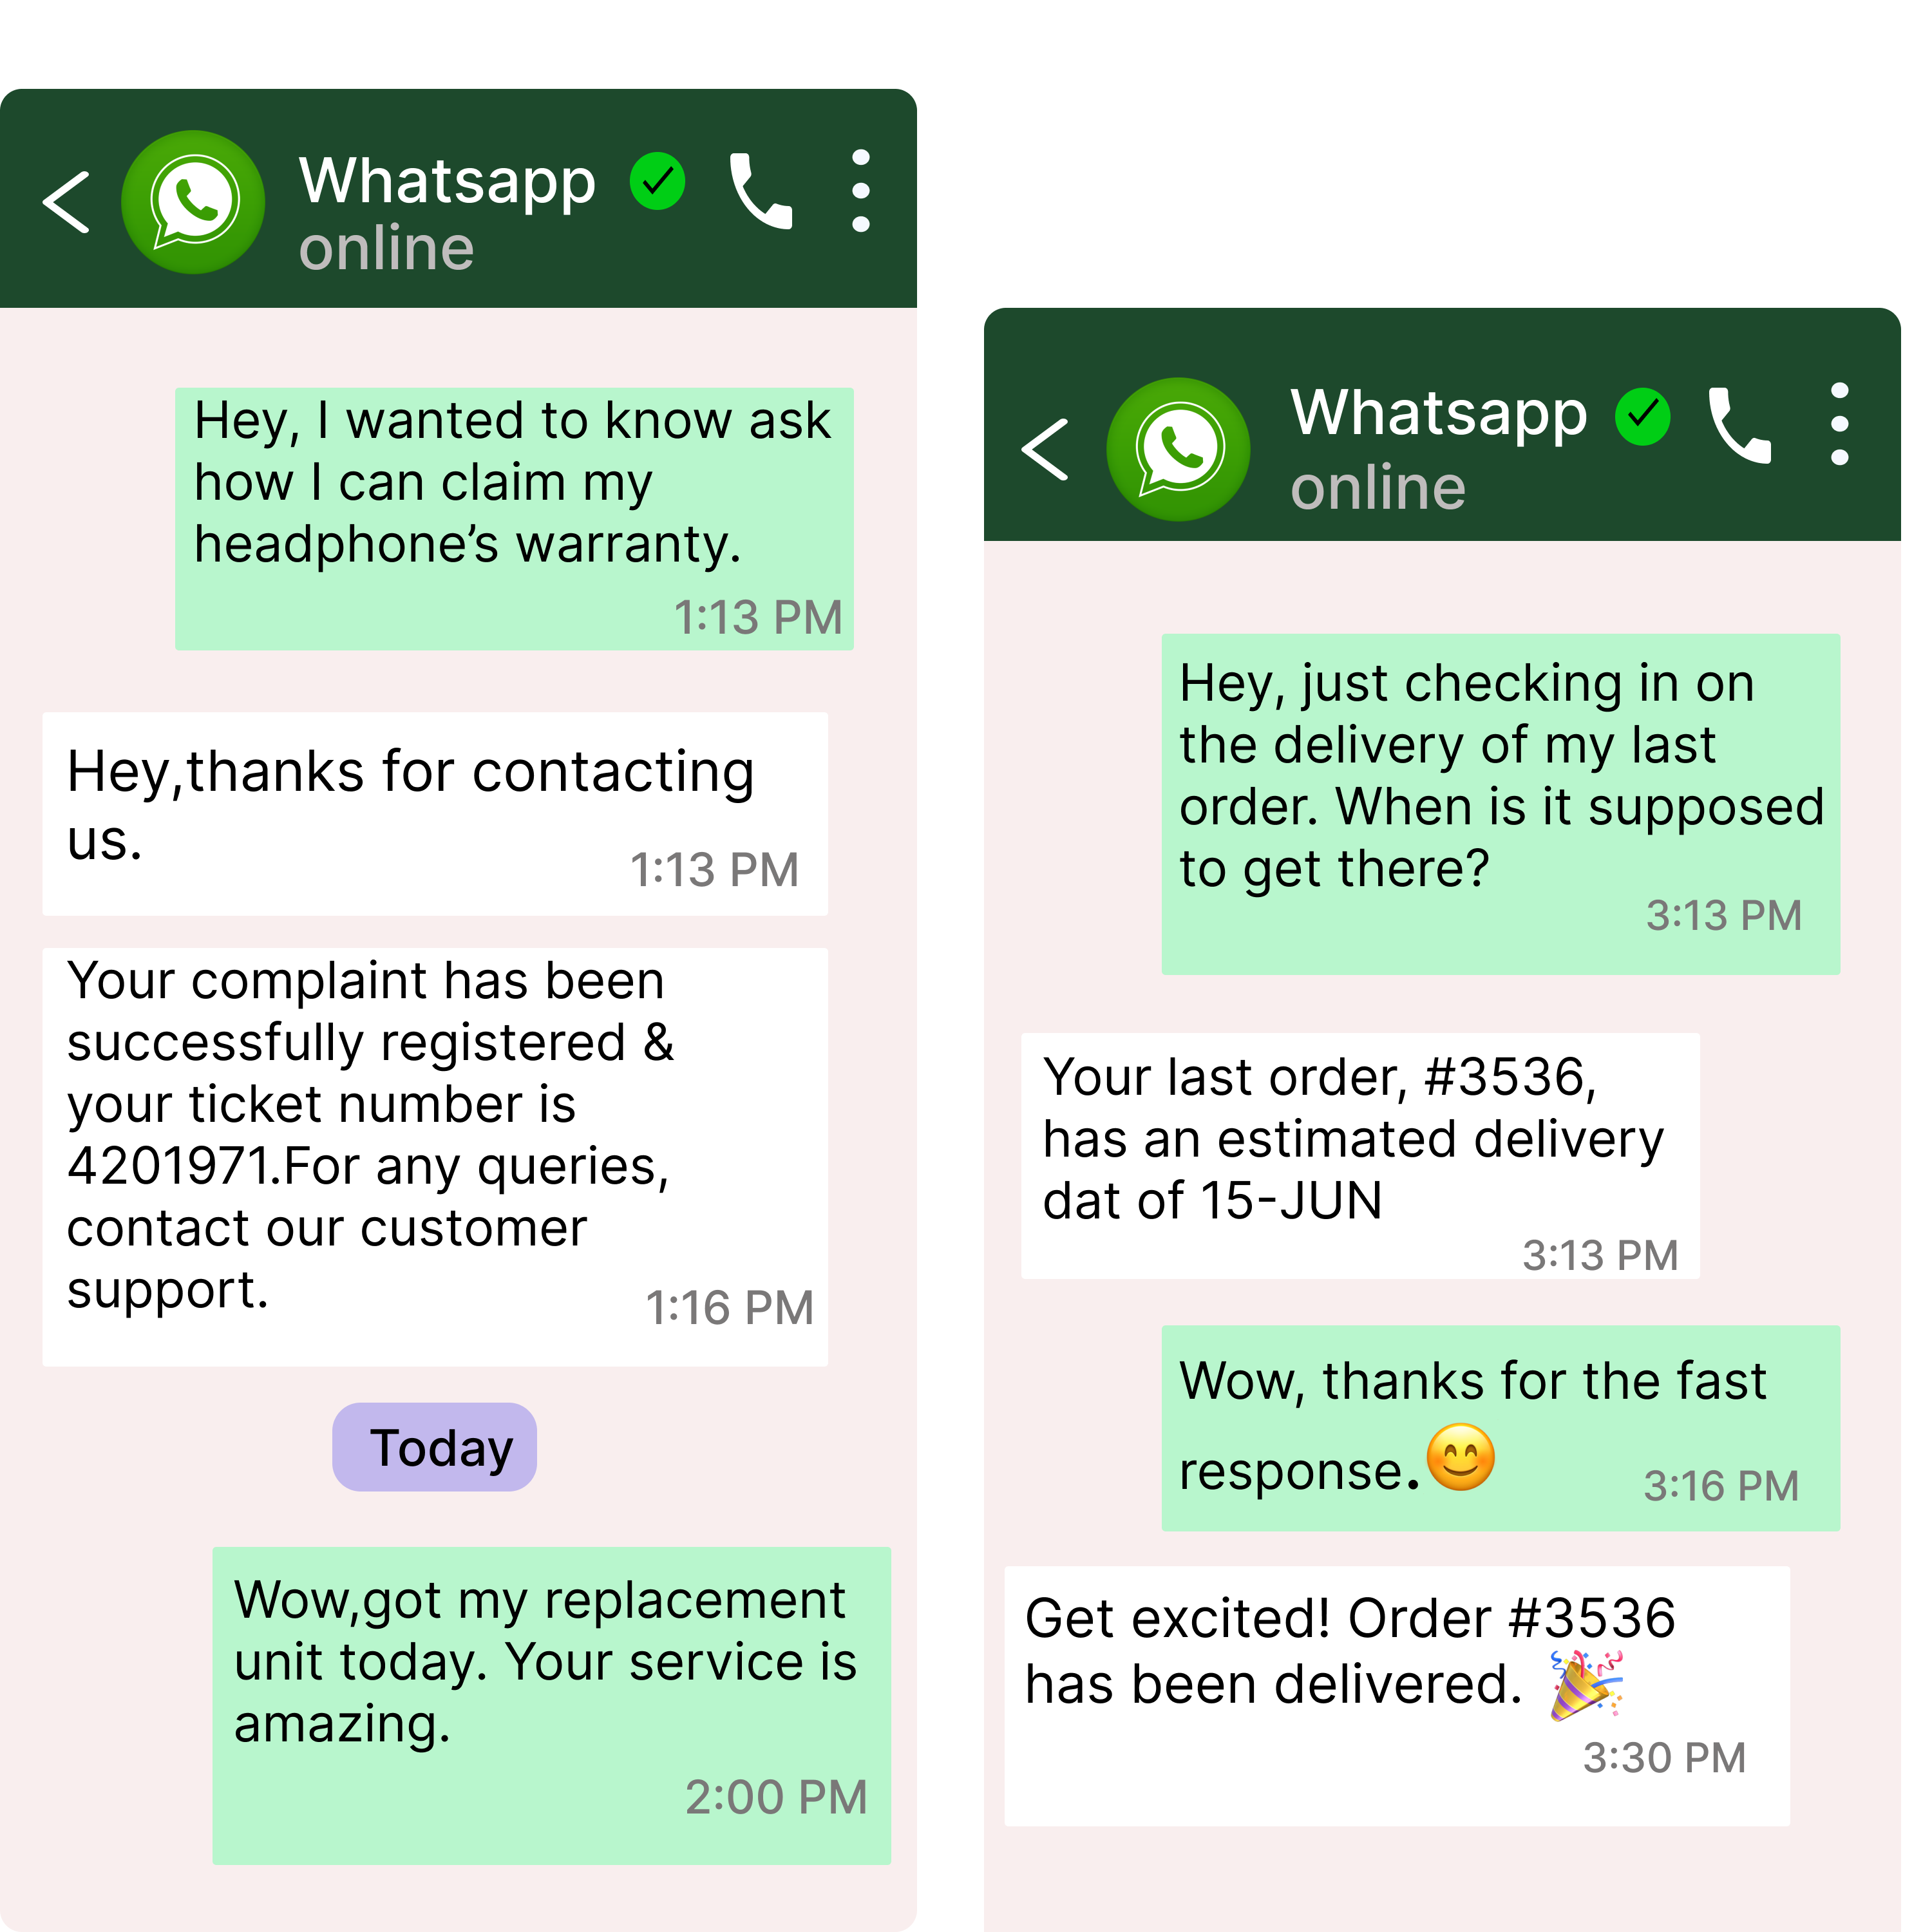 Whatsapp
online
Hey, I wanted to know ask
how I can claim my
headphone’s warranty.
1:13 PM
Hey,thanks for contacting
us.
1:13 PM
Your complaint has been
successfully registered &
your ticket number is
4201971.For any queries,
contact our customer
support.
1:16 PM
Today
Wow,got my replacement
unit today. Your service is
amazing.
2:00 PM
Whatsapp
online
Hey, just checking in on
the delivery of my last
order. When is it supposed
to get there?
3:13 PM
Your last order, #3536,
has an estimated delivery
dat of 15-JUN
3:13 PM
Wow, thanks for the fast
response.😊
3:16 PM
Get excited! Order #3536
has been delivered. 🎉
3:30 PM